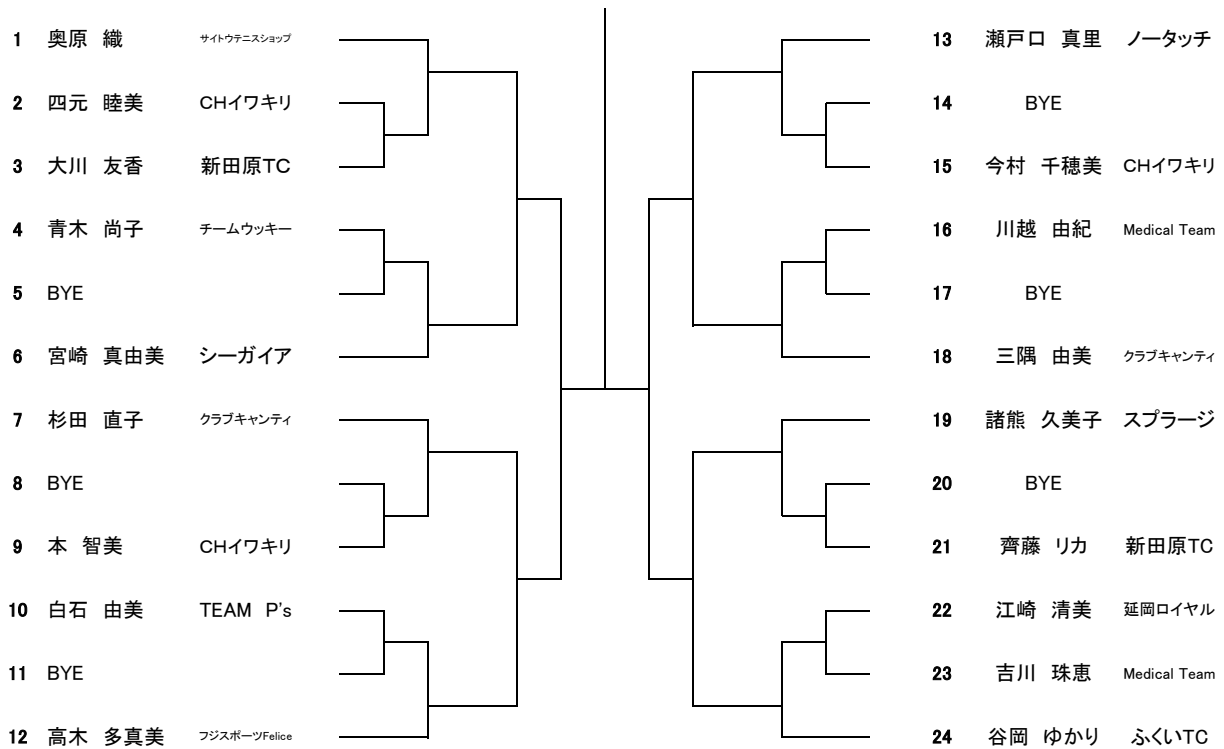 1 奥原 織 サイトウテニスショップ
2 四元 睦美 CHイワキリ
3 大川 友香 新田原TC
4 青木 尚子 チームウッキー
5 BYE
6 宮崎 真由美 シーガイア
7 杉田 直子 クラブキャンティ
8 BYE
9 本 智美 CHイワキリ
10 白石 由美 TEAM P's
11 BYE
12 高木 多真美 フジスポーツFelice
13 瀬戸口 真里 ノータッチ
14 BYE
15 今村 千穂美 CHイワキリ
16 川越 由紀 Medical Team
17 BYE
18 三隅 由美 クラブキャンティ
19 諸熊 久美子 スプラージ
20 BYE
21 齊藤 リカ 新田原TC
22 江崎 清美 延岡ロイヤル
23 吉川 珠恵 Medical Team
24 谷岡 ゆかり ふくいTC